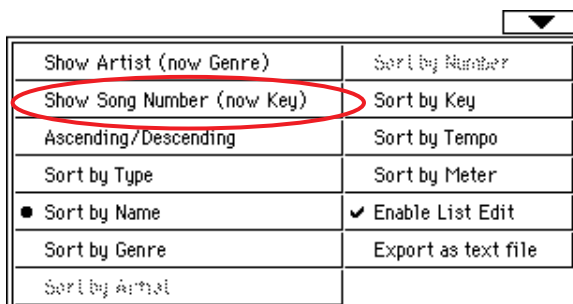 Show Artist (now Genre)
Show Song Number (now Key)
Ascending/Descending
Sort by Type
Sort by Name
Sort by Genre
Sort by Artist
Sort by Number
Sort by Key
Sort by Tempo
Sort by Meter
Enable List Edit
Export as text file